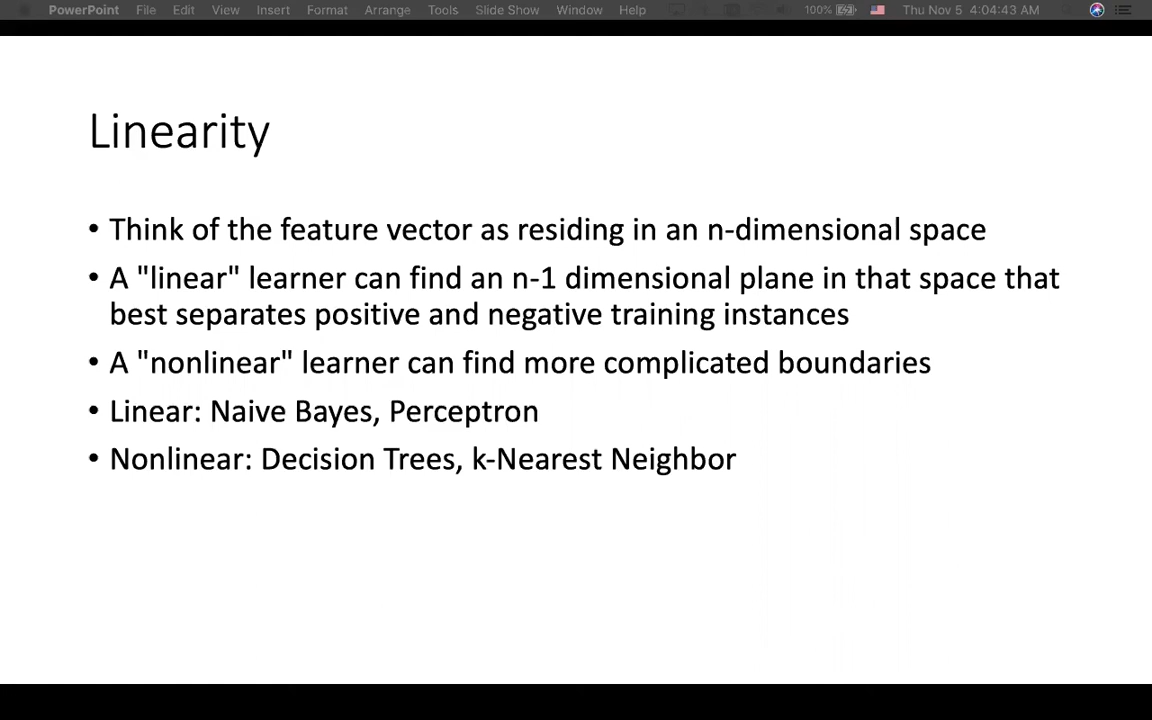 PowerPoint File Edit View Insert Format Arrange Tools Slide Show Window Help 100% Thu Nov 5 4:04:43 AM
Linearity
• Think of the feature vector as residing in an n-dimensional space
• A "linear" learner can find an n-1 dimensional plane in that space that
best separates positive and negative training instances
• A "nonlinear" learner can find more complicated boundaries
• Linear: Naive Bayes, Perceptron
• Nonlinear: Decision Trees, k-Nearest Neighbor